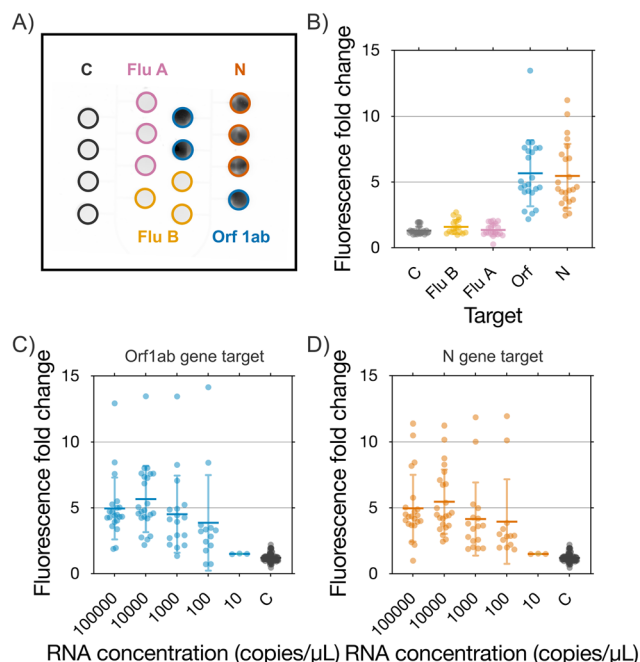 A)
C
Flu A
N
Flu B
Orf 1ab
B)
Fluorescence fold change
15
10
5
0
C
Flu B
Flu A
Orf
N
Target
C)
Orf1ab gene target
Fluorescence fold change
15
10
5
0
100000
10000
1000
100
10
C
RNA concentration (copies/µL)
D)
N gene target
Fluorescence fold change
15
10
5
0
100000
10000
1000
100
10
C
RNA concentration (copies/µL)